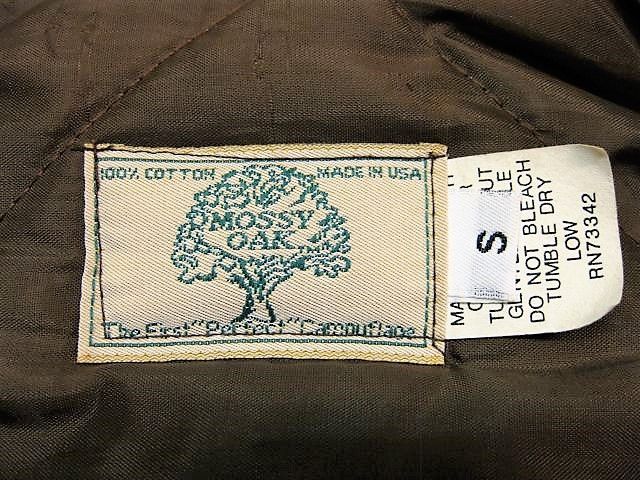 100% COTTON MADE IN USA
MOSSY
OAK
The First "Perfect" Camouflage
S
DO NOT BLEACH
TUMBLE DRY
LOW
RN73342